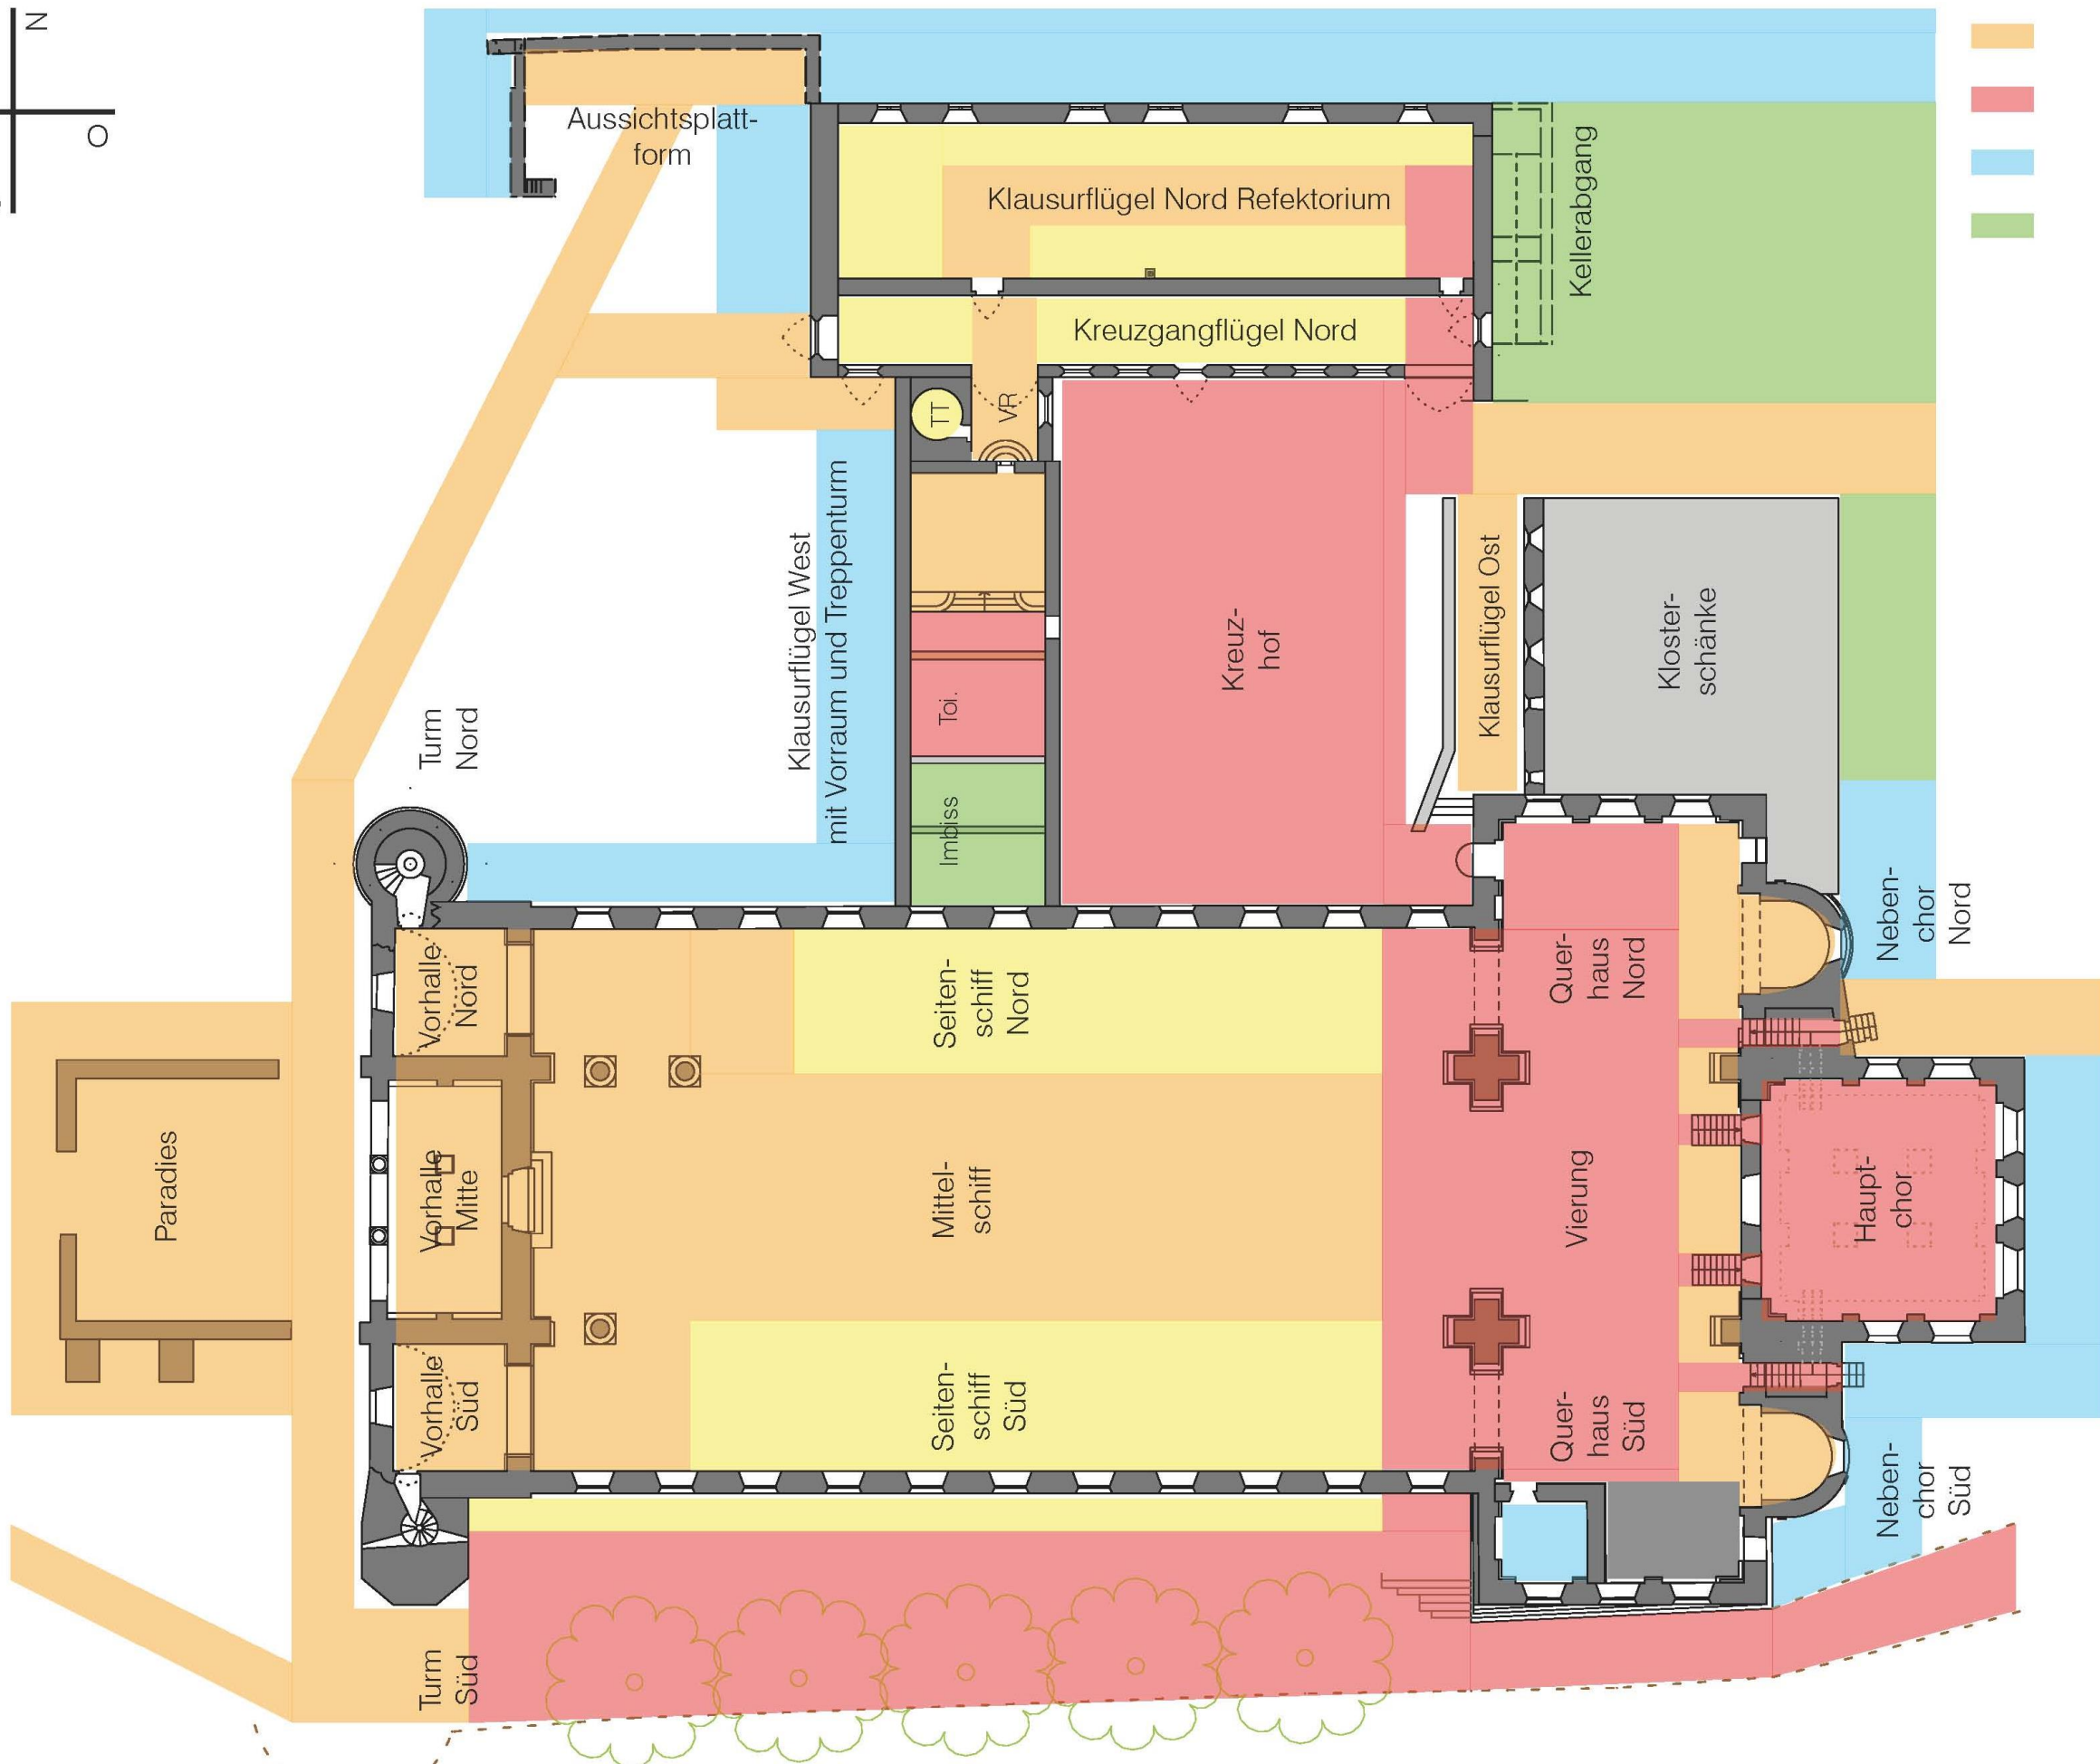 N
O
Aussichtsplatt-
form
Klausurflügel Nord Refektorium
Kellerabgang
Kreuzgangflügel Nord
TT
VR
Klausurflügel West
mit Vorraum und Treppenturm
Toi.
Imbiss
Kreuz-
hof
Klausurflügel Ost
Kloster-
schänke
Turm
Nord
Vorhalle
Nord
Seiten-
schiff
Nord
Quer-
haus
Nord
Neben-
chor
Nord
Paradies
Vorhalle
Mitte
Mittel-
schiff
Vierung
Haupt-
chor
Vorhalle
Süd
Seiten-
schiff
Süd
Quer-
haus
Süd
Neben-
chor
Süd
Turm
Süd